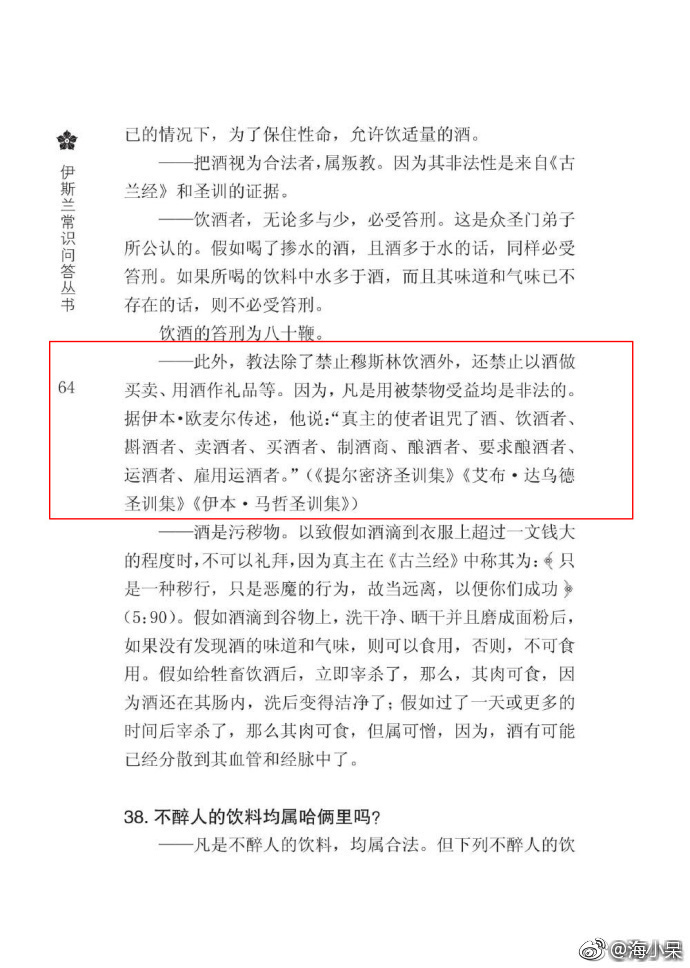 已的情况下，为了保住性命，允许饮适量的酒。
——把酒视为合法者，属叛教。因为其非法性是来自《古
兰经》和圣训的证据。
——饮酒者，无论多与少，必受笞刑。这是众圣门弟子
所公认的。假如喝了掺水的酒，且酒多于水的话，同样必受
笞刑。如果所喝的饮料中水多于酒，而且其味道和气味已不
存在的话，则不必受笞刑。
饮酒的笞刑为八十鞭。
——此外，教法除了禁止穆斯林饮酒外，还禁止以酒做
买卖、用酒作礼品等。因为，凡是用被禁物受益均是非法的。
据伊本·欧麦尔传述，他说：“真主的使者诅咒了酒、饮酒者、
斟酒者、卖酒者、买酒者、制酒商、酿酒者、要求酿酒者、
运酒者、雇用运酒者。”（《提尔密济圣训集》《艾布·达乌德
圣训集》《伊本·马哲圣训集》）
——酒是污秽物。以致假如酒滴到衣服上超过一文钱大
的程度时，不可以礼拜，因为真主在《古兰经》中称其为：﴾只
是一种秽行，只是恶魔的行为，故当远离，以便你们成功﴿
（5:90）。假如酒滴到谷物上，洗干净、晒干并且磨成面粉后，
如果没有发现酒的味道和气味，则可以食用，否则，不可食
用。假如给牲畜饮酒后，立即宰杀了，那么，其肉可食，因
为酒还在其肠内，洗后变得洁净了；假如过了一天或更多的
时间后宰杀了，那么其肉可食，但属可憎，因为，酒有可能
已经分散到其血管和经脉中了。
38. 不醉人的饮料均属哈俩里吗?
——凡是不醉人的饮料，均属合法。但下列不醉人的饮
伊斯兰常识问答丛书
64
@海小呆